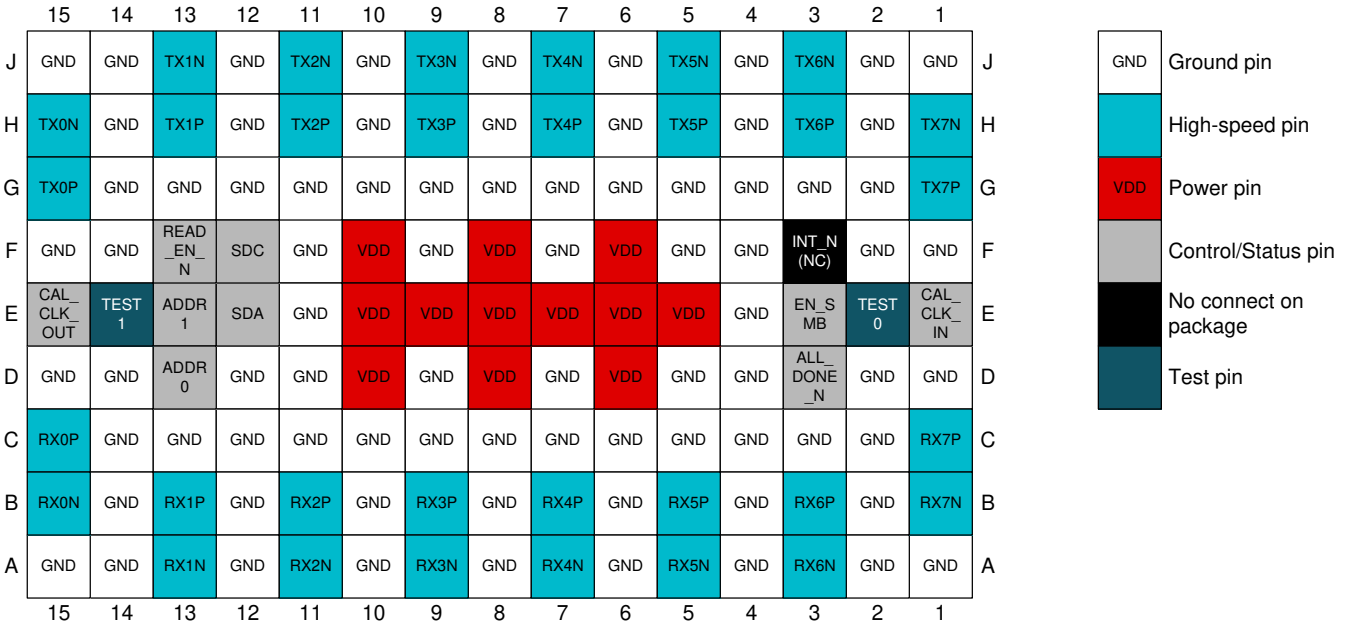 15 14 13 12 11 10 9 8 7 6 5 4 3 2 1
J GND GND TX1N GND TX2N GND TX3N GND TX4N GND TX5N GND TX6N GND GND J
H TX0N GND TX1P GND TX2P GND TX3P GND TX4P GND TX5P GND TX6P GND TX7N H
G TX0P GND GND GND GND GND GND GND GND GND GND GND GND GND TX7P G
F GND GND READ
_EN_
N SDC GND VDD GND VDD GND VDD GND GND INT_N
(NC) GND GND F
E CAL_
CLK_
OUT TEST
1 ADDR
1 SDA GND VDD VDD VDD VDD VDD VDD GND EN_S
MB TEST
0 CAL_
CLK_
IN E
D GND GND ADDR
0 GND GND VDD GND VDD GND VDD GND GND ALL_
DONE
_N GND GND D
C RX0P GND GND GND GND GND GND GND GND GND GND GND GND GND RX7P C
B RX0N GND RX1P GND RX2P GND RX3P GND RX4P GND RX5P GND RX6P GND RX7N B
A GND GND RX1N GND RX2N GND RX3N GND RX4N GND RX5N GND RX6N GND GND A
15 14 13 12 11 10 9 8 7 6 5 4 3 2 1
GND Ground pin
High-speed pin
VDD Power pin
Control/Status pin
No connect on
package
Test pin